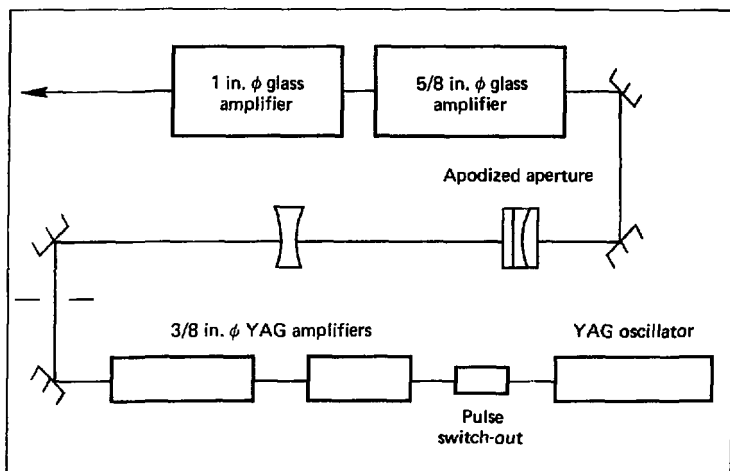 1 in. ϕ glass
amplifier
5/8 in. ϕ glass
amplifier
Apodized aperture
3/8 in. ϕ YAG amplifiers
YAG oscillator
Pulse
switch-out